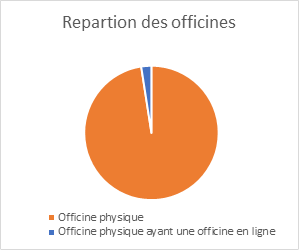 Repartion des officines
Officine physique
Officine physique ayant une officine en ligne